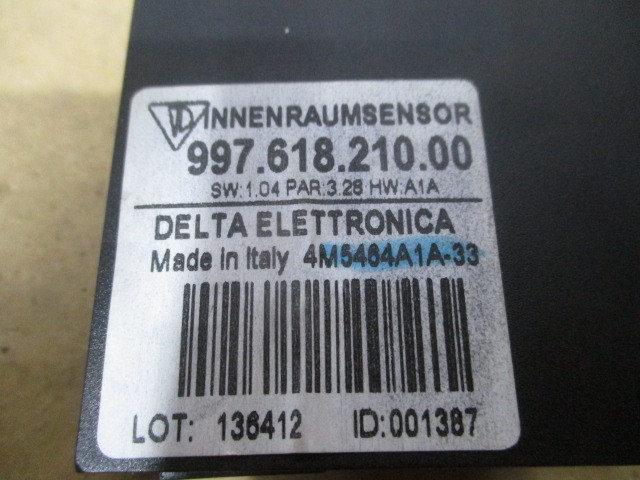 INNENRAUMSENSOR
997.618.210.00
SW:1.04 PAR:3.28 HW:A1A
DELTA ELETTRONICA
Made in Italy 4M5464A1A-33
LOT: 136412 ID:001387